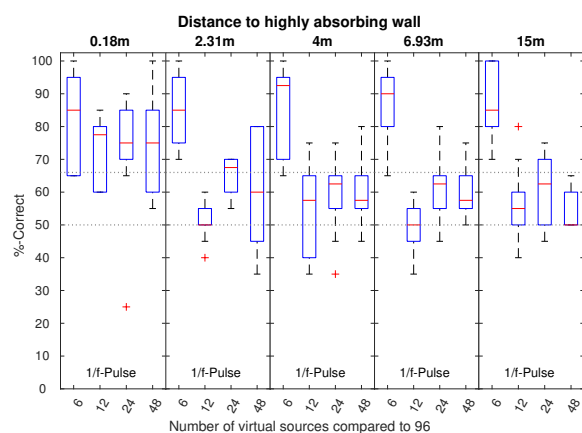 Distance to highly absorbing wall
0.18m 2.31m 4m 6.93m 15m
100
90
80
70
60
50
40
30
20
10
0
%-Correct
1/f-Pulse 1/f-Pulse 1/f-Pulse 1/f-Pulse 1/f-Pulse
6 12 24 48 6 12 24 48 6 12 24 48 6 12 24 48 6 12 24 48
Number of virtual sources compared to 96